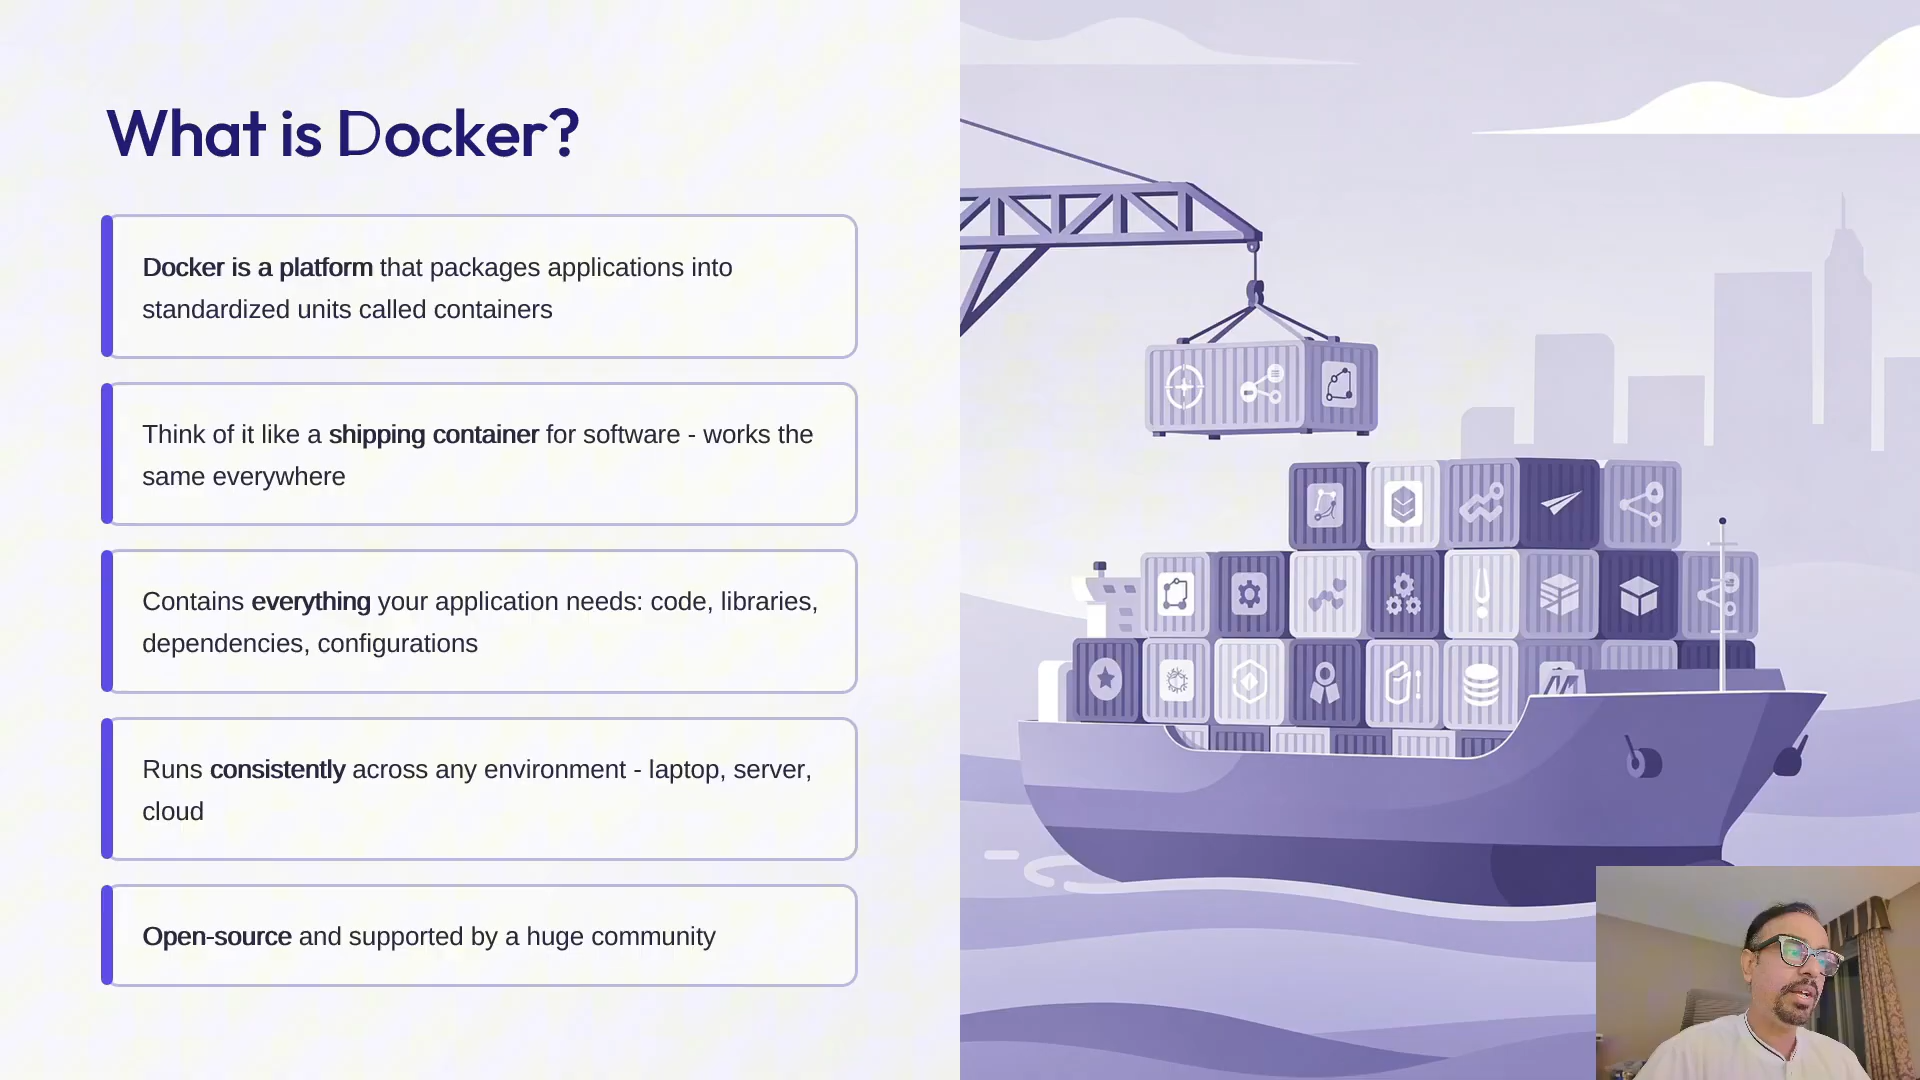 What is Docker?
Docker is a platform that packages applications into
standardized units called containers
Think of it like a shipping container for software - works the
same everywhere
Contains everything your application needs: code, libraries,
dependencies, configurations
Runs consistently across any environment - laptop, server,
cloud
Open-source and supported by a huge community